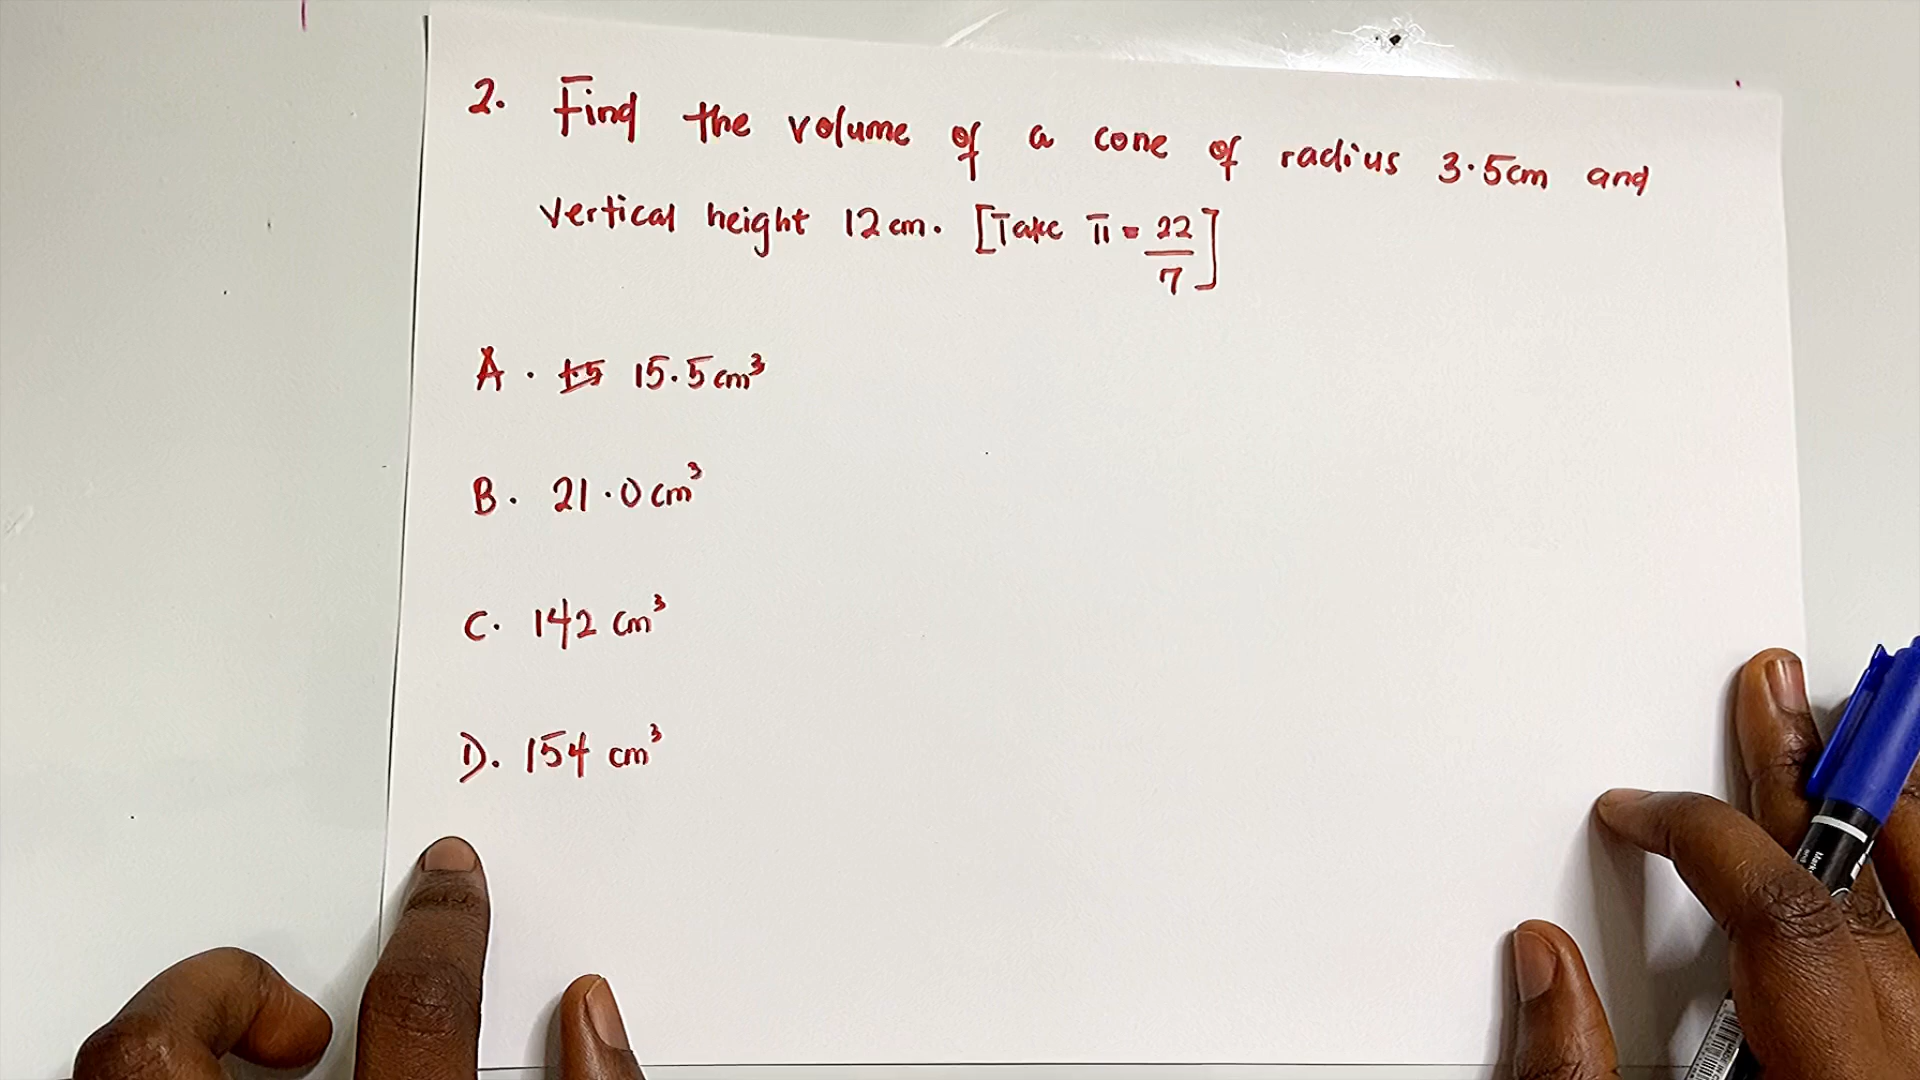 2. Find the volume of a cone of radius 3.5cm and
vertical height 12cm. [Take π = 22/7]
A. 15 15.5cm³
B. 21.0cm³
C. 142 cm³
D. 154 cm³